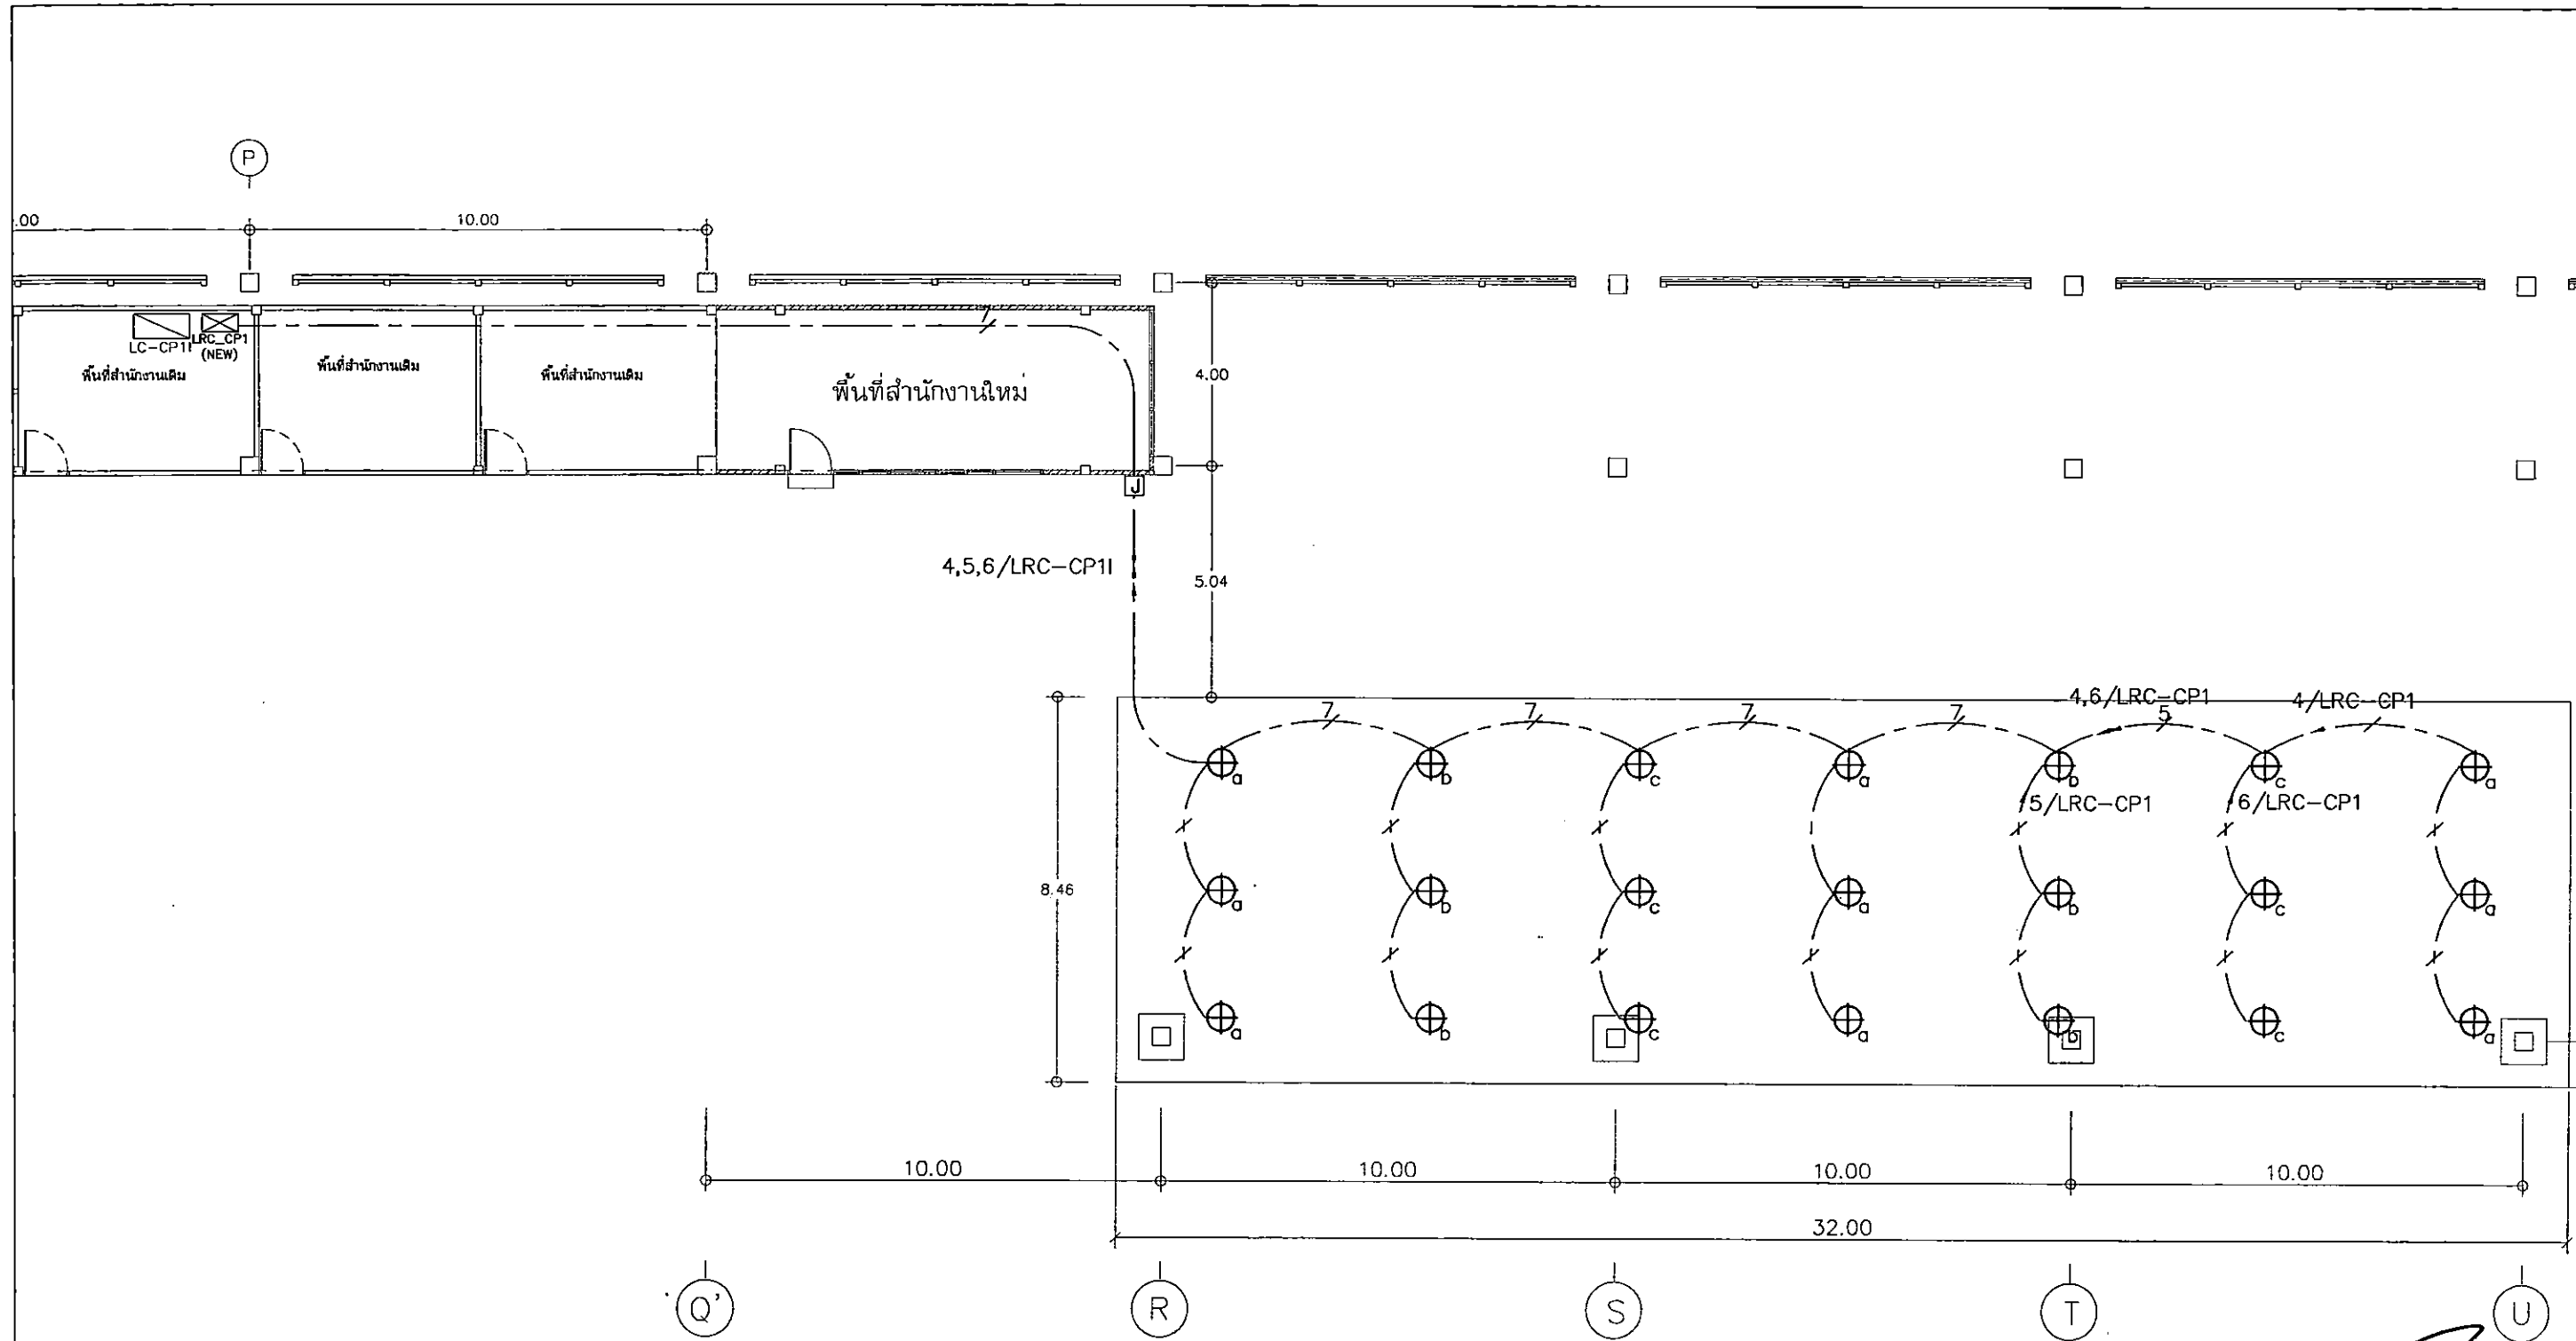 P
.00
10.00
7
LC-CP1I
LRC_CP1
(NEW)
พื้นที่สำนักงานเดิม
พื้นที่สำนักงานเดิม
พื้นที่สำนักงานเดิม
พื้นที่สำนักงานใหม่
4.00
J
4,5,6/LRC-CP1I
5.04
4,6/LRC-CP1
4/LRC-CP1
7
7
7
7
5
a
b
c
a
b
c
a
5/LRC-CP1
6/LRC-CP1
8.46
a
b
c
a
b
c
a
a
b
c
a
b
c
a
10.00
10.00
10.00
10.00
32.00
Q'
R
S
T
U